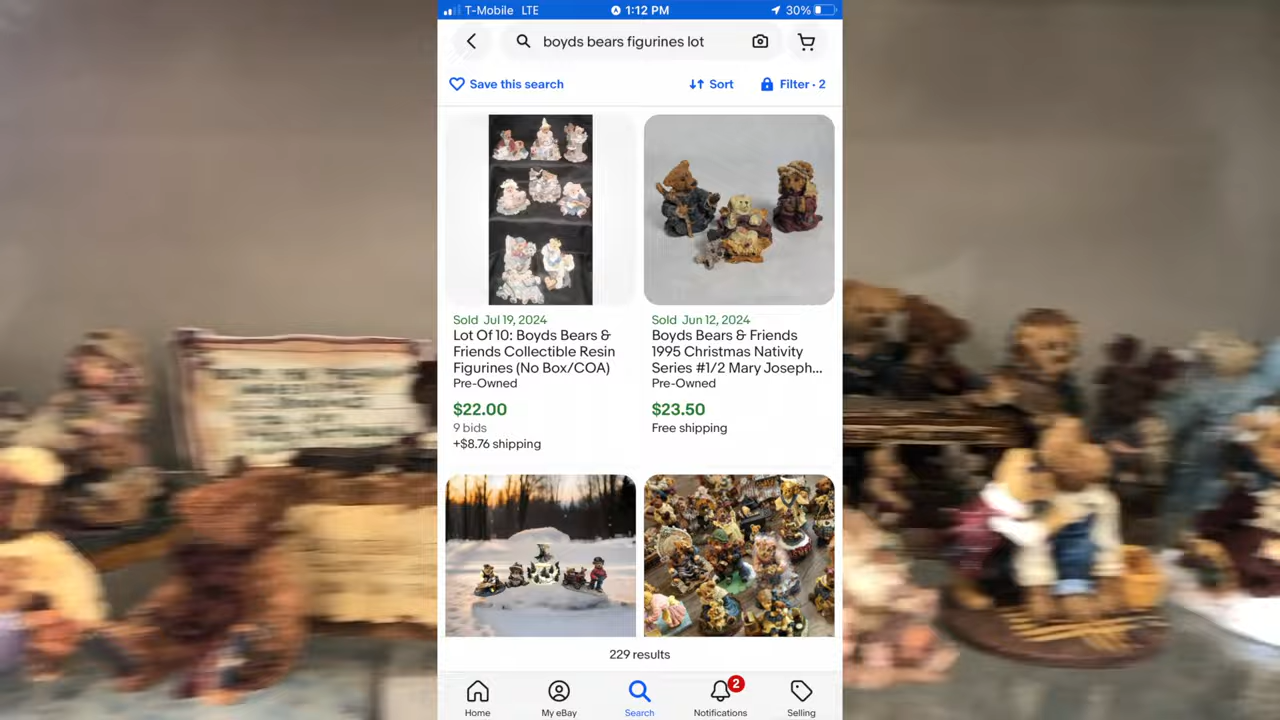 T-Mobile LTE
1:12 PM
30%
boyds bears figurines lot
Save this search
Sort
Filter · 2
Sold Jul 19, 2024
Lot Of 10: Boyds Bears &
Friends Collectible Resin
Figurines (No Box/COA)
Pre-Owned
$22.00
9 bids
+$8.76 shipping
Sold Jun 12, 2024
Boyds Bears & Friends
1995 Christmas Nativity
Series #1/2 Mary Joseph...
Pre-Owned
$23.50
Free shipping
229 results
Home
My eBay
Search
2
Notifications
Selling